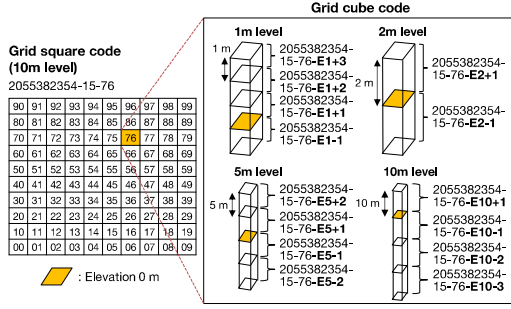 Grid cube code
Grid square code
(10m level)
2055382354-15-76
90 91 92 93 94 95 96 97 98 99
80 81 82 83 84 85 86 87 88 89
70 71 72 73 74 75 76 77 78 79
60 61 62 63 64 65 66 67 68 69
50 51 52 53 54 55 56 57 58 59
40 41 42 43 44 45 46 47 48 49
30 31 32 33 34 35 36 37 38 39
20 21 22 23 24 25 26 27 28 29
10 11 12 13 14 15 16 17 18 19
00 01 02 03 04 05 06 07 08 09
: Elevation 0 m
1m level
1 m
2055382354-
15-76-E1+3
2055382354-
15-76-E1+2
2055382354-
15-76-E1+1
2055382354-
15-76-E1-1
2m level
2 m
2055382354-
15-76-E2+1
2055382354-
15-76-E2-1
5m level
5 m
2055382354-
15-76-E5+2
2055382354-
15-76-E5+1
2055382354-
15-76-E5-1
2055382354-
15-76-E5-2
10m level
10 m
2055382354-
15-76-E10+1
2055382354-
15-76-E10-1
2055382354-
15-76-E10-2
2055382354-
15-76-E10-3